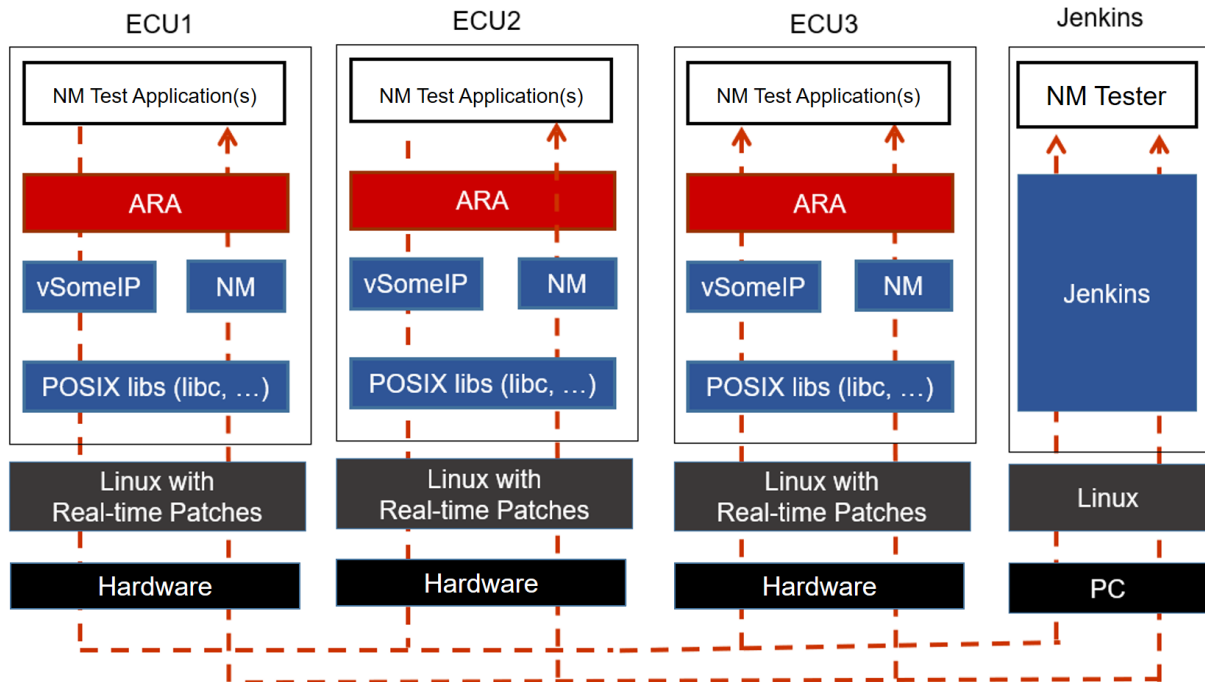 ECU1
NM Test Application(s)
ARA
vSomeIP
NM
POSIX libs (libc, …)
Linux with
Real-time Patches
Hardware
ECU2
NM Test Application(s)
ARA
vSomeIP
NM
POSIX libs (libc, …)
Linux with
Real-time Patches
Hardware
ECU3
NM Test Application(s)
ARA
vSomeIP
NM
POSIX libs (libc, …)
Linux with
Real-time Patches
Hardware
Jenkins
NM Tester
Jenkins
Linux
PC